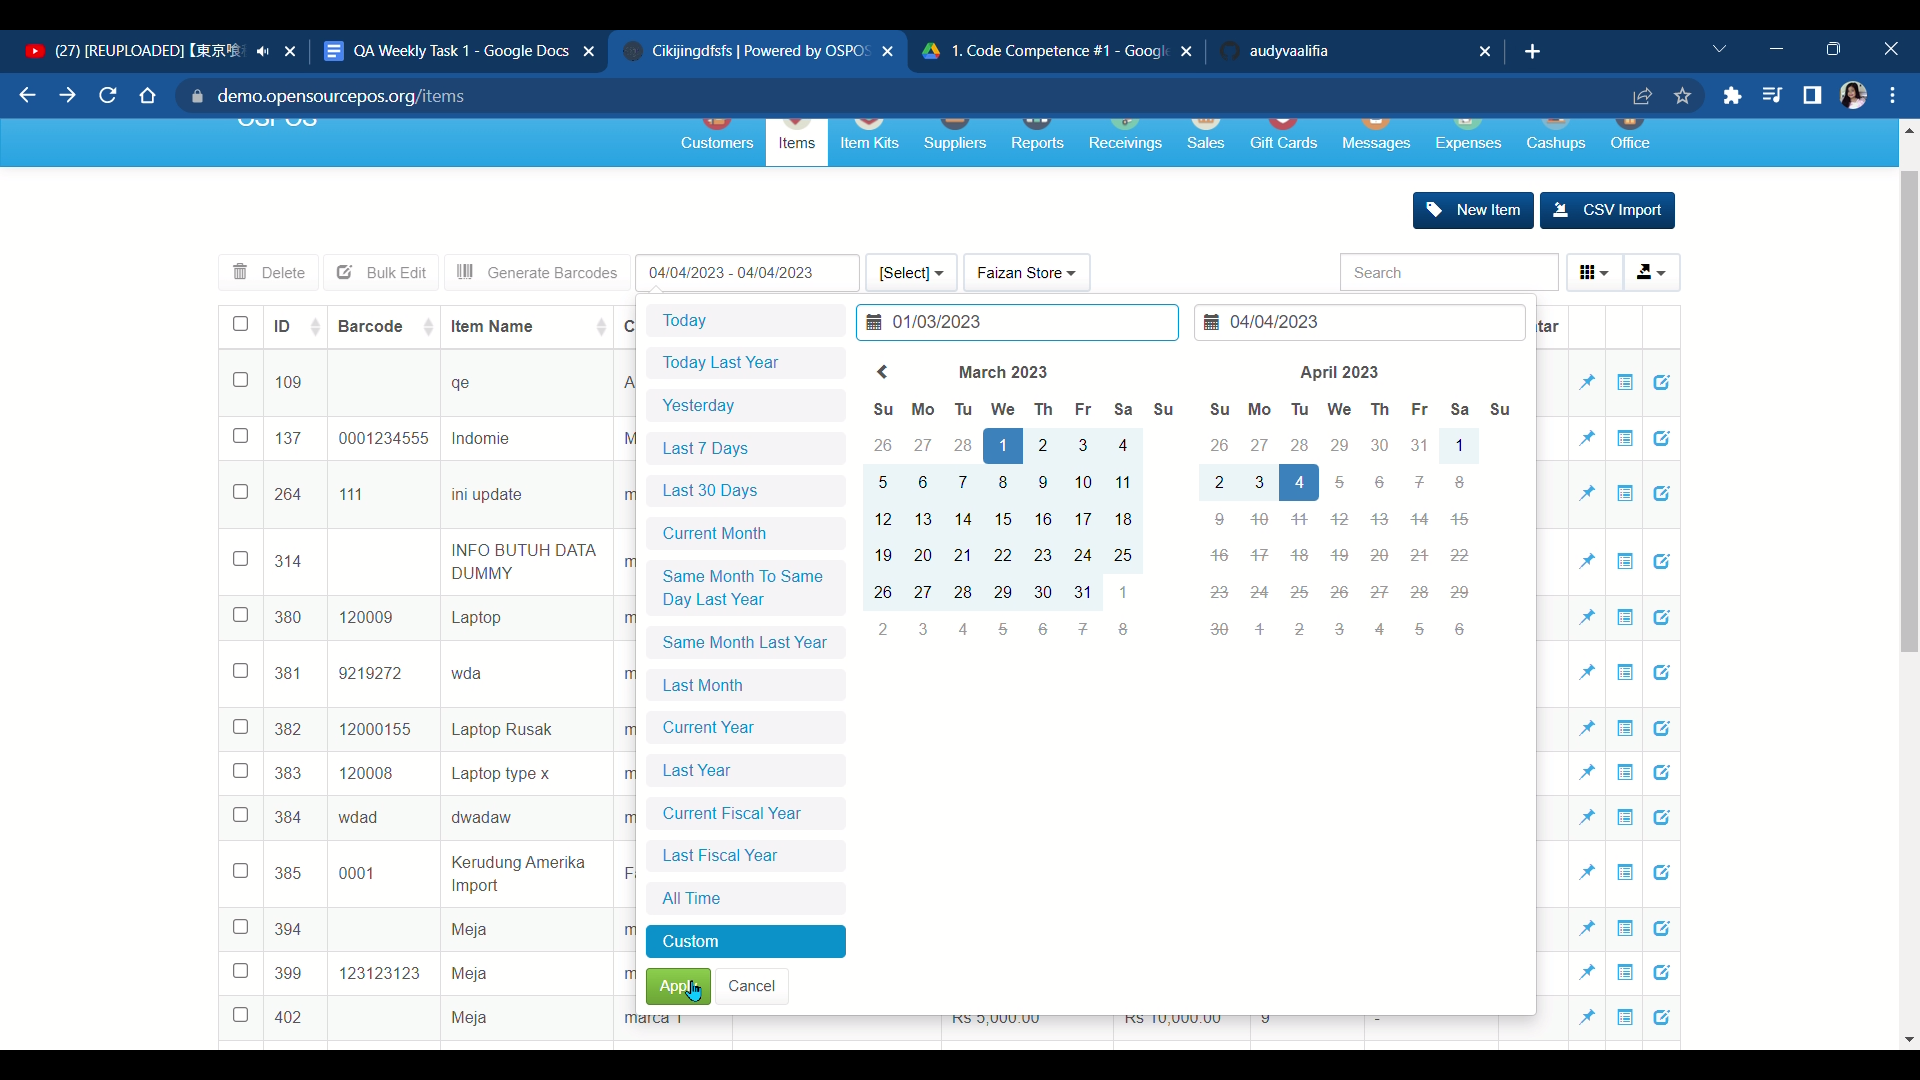 (27) [REUPLOADED]【東京喰
QA Weekly Task 1 - Google Docs
Cikijingdfsfs | Powered by OSPOS
1. Code Competence #1 - Google
audyvaalifia
demo.opensourcepos.org/items
OSPOS
Customers
Items
Item Kits
Suppliers
Reports
Receivings
Sales
Gift Cards
Messages
Expenses
Cashups
Office
New Item
CSV Import
Delete
Bulk Edit
Generate Barcodes
04/04/2023 - 04/04/2023
[Select]
Faizan Store
Search
ID Barcode Item Name C tar
109 qe A
137 0001234555 Indomie M
264 111 ini update m
314 INFO BUTUH DATA m
DUMMY
380 120009 Laptop m
381 9219272 wda m
382 12000155 Laptop Rusak m
383 120008 Laptop type x m
384 wdad dwadaw m
385 0001 Kerudung Amerika Fa
Import
394 Meja m
399 123123123 Meja m
402 Meja marca 1 Rs 5,000.00 Rs 10,000.00 9 -
Today
Today Last Year
Yesterday
Last 7 Days
Last 30 Days
Current Month
Same Month To Same
Day Last Year
Same Month Last Year
Last Month
Current Year
Last Year
Current Fiscal Year
Last Fiscal Year
All Time
Custom
Apply Cancel
01/03/2023
March 2023
Su Mo Tu We Th Fr Sa Su
26 27 28 1 2 3 4
5 6 7 8 9 10 11
12 13 14 15 16 17 18
19 20 21 22 23 24 25
26 27 28 29 30 31 1
2 3 4 5 6 7 8
04/04/2023
April 2023
Su Mo Tu We Th Fr Sa Su
26 27 28 29 30 31 1
2 3 4 5 6 7 8
9 10 11 12 13 14 15
16 17 18 19 20 21 22
23 24 25 26 27 28 29
30 1 2 3 4 5 6